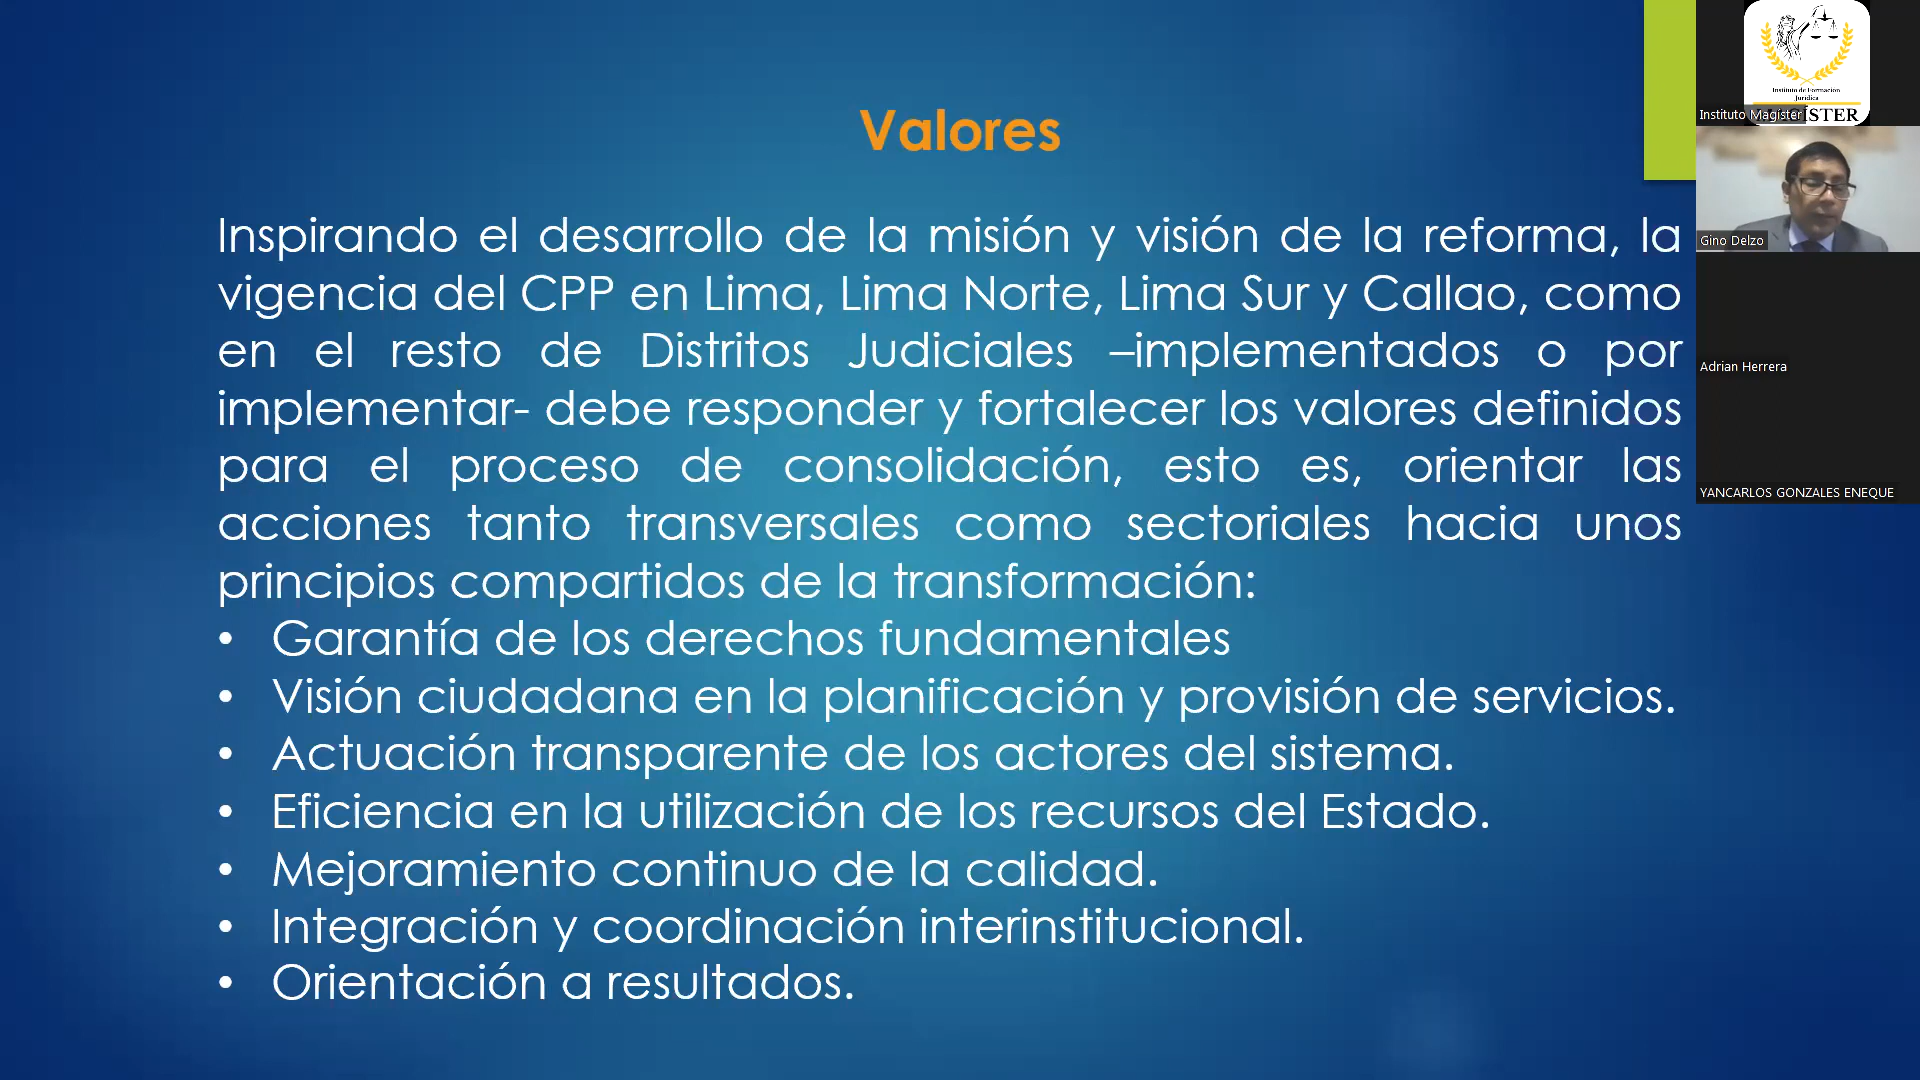 Valores
Inspirando el desarrollo de la misión y visión de la reforma, la
vigencia del CPP en Lima, Lima Norte, Lima Sur y Callao, como
en el resto de Distritos Judiciales –implementados o por
implementar- debe responder y fortalecer los valores definidos
para el proceso de consolidación, esto es, orientar las
acciones tanto transversales como sectoriales hacia unos
principios compartidos de la transformación:
• Garantía de los derechos fundamentales
• Visión ciudadana en la planificación y provisión de servicios.
• Actuación transparente de los actores del sistema.
• Eficiencia en la utilización de los recursos del Estado.
• Mejoramiento continuo de la calidad.
• Integración y coordinación interinstitucional.
• Orientación a resultados.
Instituto de Formacion
Jurídica
Instituto Magíster
Gino Delzo
Adrian Herrera
YANCARLOS GONZALES ENEQUE